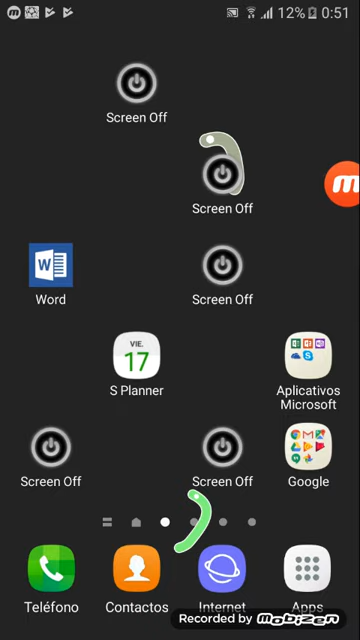 12% 0:51
Screen Off
Screen Off
Word
Screen Off
VIE.
17
S Planner
Aplicativos
Microsoft
Screen Off
Screen Off
Google
Teléfono
Contactos
Internet
Apps
Recorded by mobizen